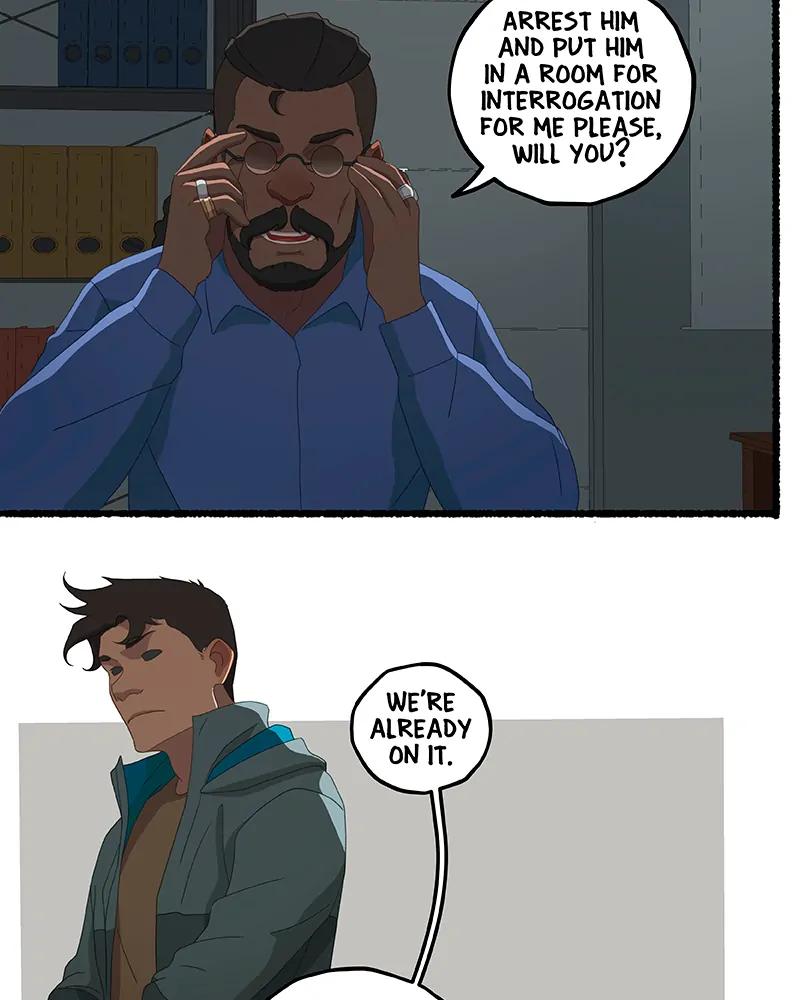 ARREST HIM
AND PUT HIM
IN A ROOM FOR
INTERROGATION
FOR ME PLEASE,
WILL YOU?
WE'RE
ALREADY
ON IT.